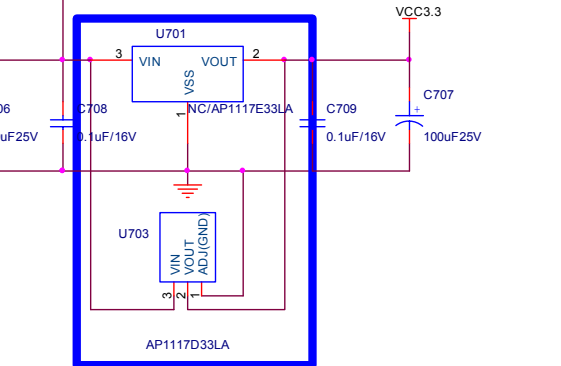 VCC3.3
U701
3
2
VIN
VOUT
VSS
1
C707
+
06
C708
NC/AP1117E33LA
C709
uF25V
0.1uF/16V
0.1uF/16V
100uF25V
U703
VIN
VOUT
ADJ(GND)
3
2
1
AP1117D33LA